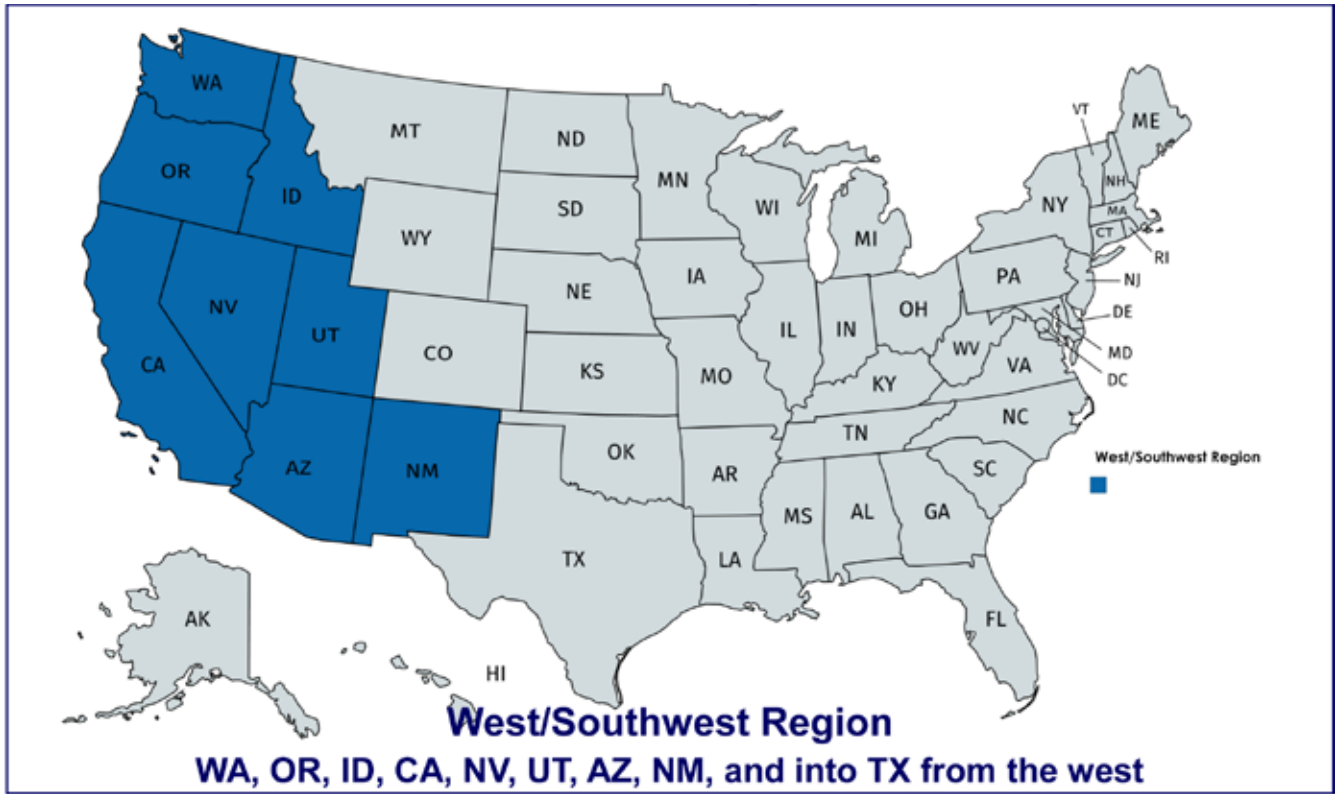 WA
MT
ND
MN
VT
ME
OR
ID
SD
WI
MI
NY
NH
MA
WY
CT
RI
IA
PA
NJ
NV
NE
OH
DE
UT
IL
IN
CO
WV
MD
CA
KS
MO
VA
DC
KY
NC
TN
AZ
NM
OK
AR
SC
West/Southwest Region
MS
AL
GA
TX
LA
AK
FL
HI
West/Southwest Region
WA, OR, ID, CA, NV, UT, AZ, NM, and into TX from the west